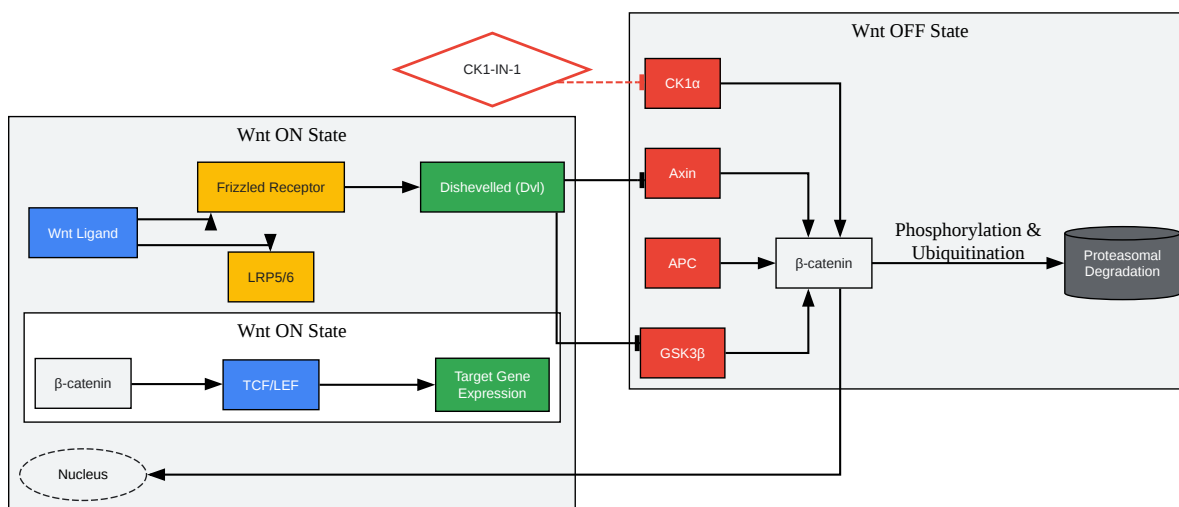 Wnt OFF State
CK1-IN-1
CK1α
Wnt ON State
Frizzled Receptor
Dishevelled (Dvl)
Axin
Wnt Ligand
LRP5/6
APC
β-catenin
Phosphorylation &
Ubiquitination
Proteasomal
Degradation
Wnt ON State
GSK3β
β-catenin
TCF/LEF
Target Gene
Expression
Nucleus